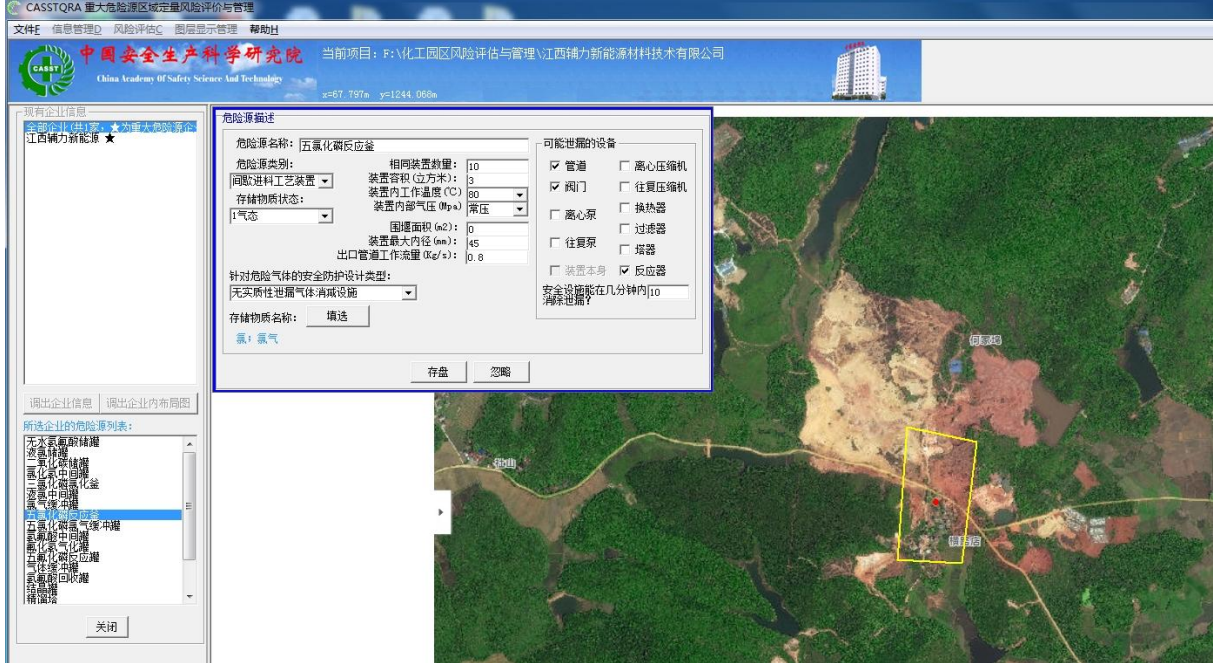 CASSTQRA 重大危险源区域定量风险评价与管理
文件F 信息管理D 风险评估C 图层显示管理 帮助H
CASST
中国安全生产科学研究院
China Academy Of Safety Science And Technology
当前项目：F:\化工园区风险评估与管理\江西辅力新能源材料技术有限公司
x=67.797m y=1244.066m
现有企业信息
全部企业(共1家，★为重大危险源企
江西辅力新能源 ★
调出企业信息 调出企业内布局图
所选企业的危险源列表：
无水氢氟酸储罐
液氯储罐
三氯化磷储罐
氯化氢中间罐
三氯化磷氯化釜
液氯中间罐
氯气缓冲罐
五氯化磷反应釜
五氯化磷氯气缓冲罐
氢氟酸中间罐
氟化氢气化罐
五氟化磷反应罐
气体缓冲罐
氢氟酸回收罐
结晶罐
精馏塔
关闭
危险源描述
危险源名称： 五氯化磷反应釜
危险源类别：
间歇进料工艺装置
存储物质状态：
1气态
相同装置数量： 10
装置容积(立方米)： 3
装置内工作温度(℃) 80
装置内部气压(Mpa) 常压
围堰面积(m2)： 0
装置最大内径(mm)： 45
出口管道工作流量(Kg/s)： 0.8
针对危险气体的安全防护设计类型：
无实质性泄漏气体消减设施
存储物质名称： 填选
氯；氯气
可能泄漏的设备
管道 离心压缩机
阀门 往复压缩机
离心泵 换热器
过滤器
往复泵 塔器
装置本身 反应器
安全设施能在几分钟内消除泄漏？ 10
存盘 忽略